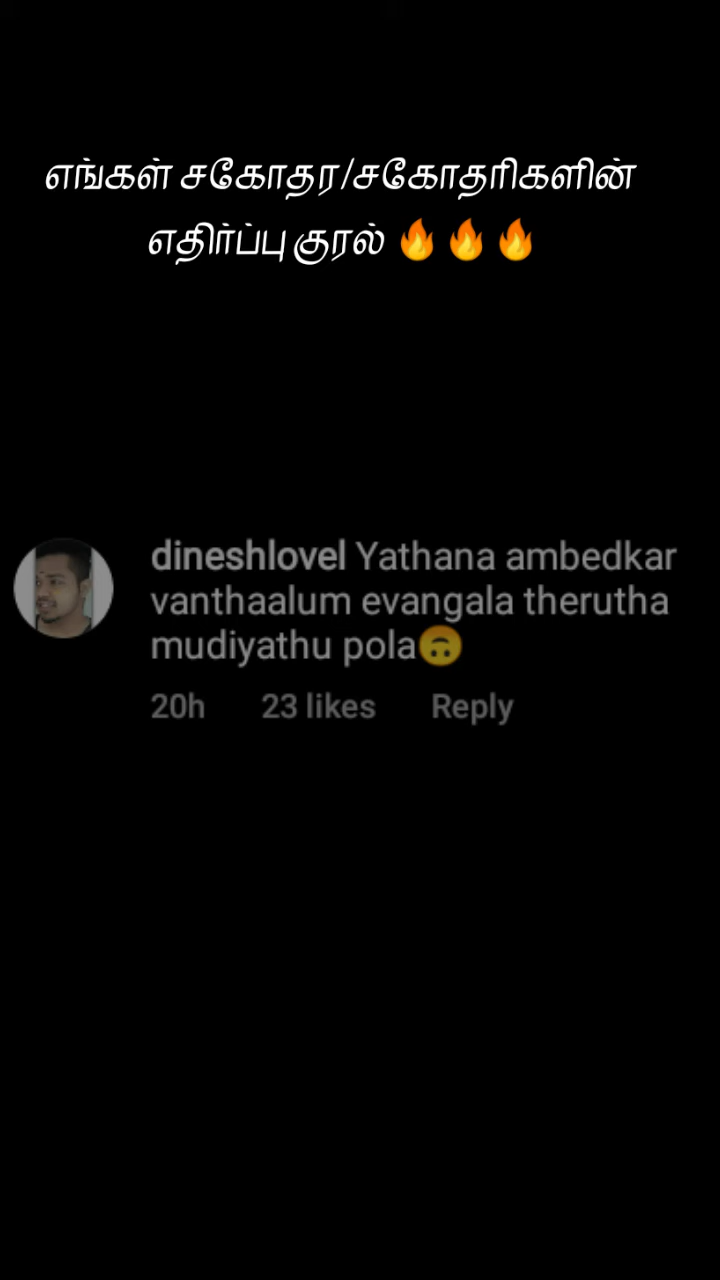 எங்கள் சகோதர/சகோதரிகளின்
எதிர்ப்பு குரல் 🔥🔥🔥
dineshlovel Yathana ambedkar
vanthaalum evangala therutha
mudiyathu pola🙃
20h 23 likes Reply